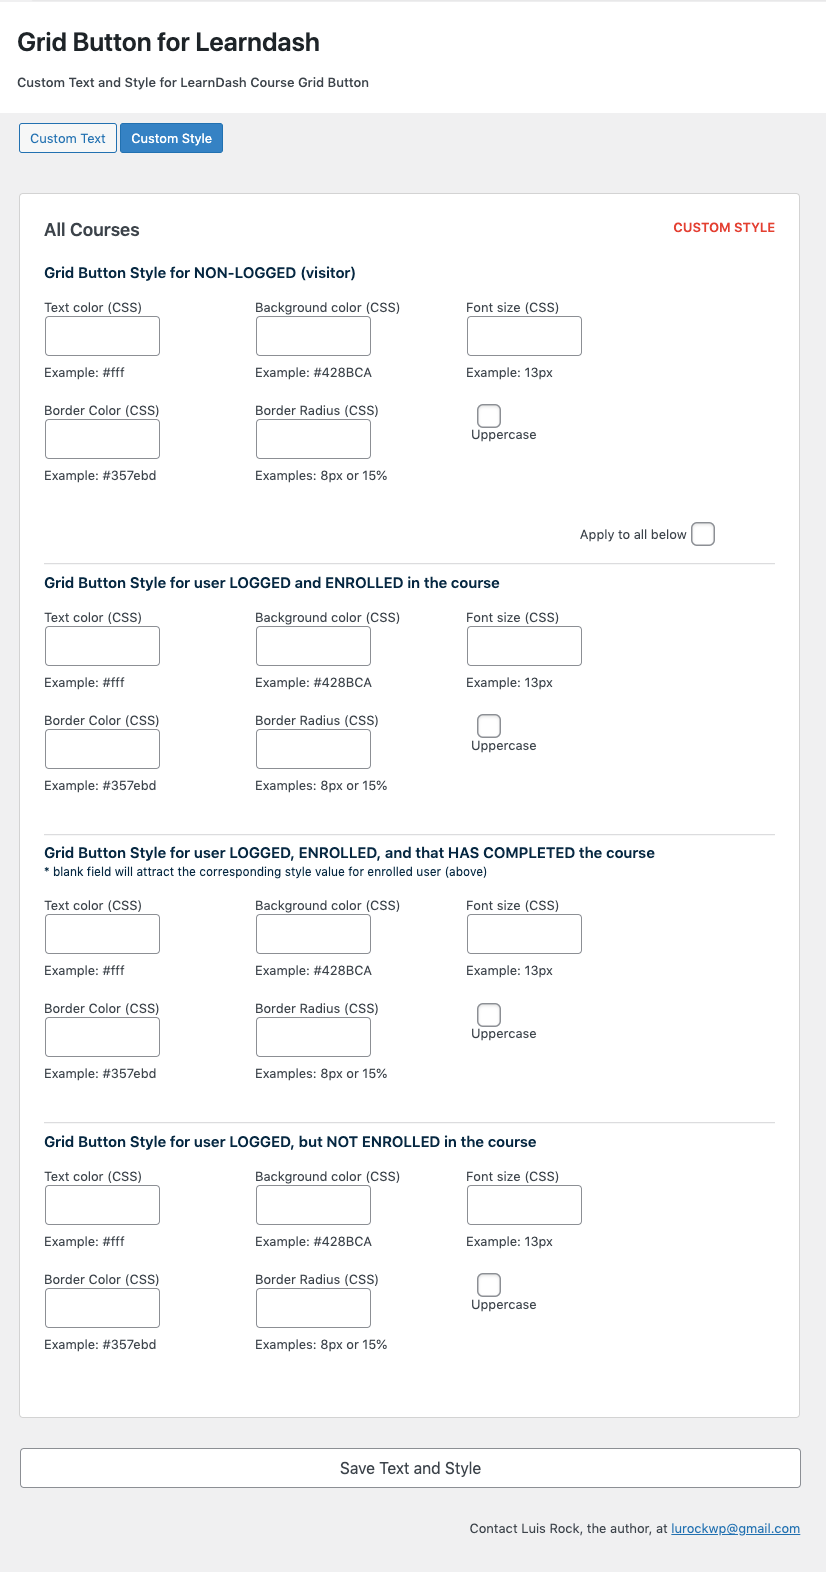 Grid Button for Learndash
Custom Text and Style for LearnDash Course Grid Button
Custom Text Custom Style
All Courses CUSTOM STYLE
Grid Button Style for NON-LOGGED (visitor)
Text color (CSS) Background color (CSS) Font size (CSS)
Example: #fff Example: #428BCA Example: 13px
Border Color (CSS) Border Radius (CSS)
Uppercase
Example: #357ebd Examples: 8px or 15%
Apply to all below
Grid Button Style for user LOGGED and ENROLLED in the course
Text color (CSS) Background color (CSS) Font size (CSS)
Example: #fff Example: #428BCA Example: 13px
Border Color (CSS) Border Radius (CSS)
Uppercase
Example: #357ebd Examples: 8px or 15%
Grid Button Style for user LOGGED, ENROLLED, and that HAS COMPLETED the course
* blank field will attract the corresponding style value for enrolled user (above)
Text color (CSS) Background color (CSS) Font size (CSS)
Example: #fff Example: #428BCA Example: 13px
Border Color (CSS) Border Radius (CSS)
Uppercase
Example: #357ebd Examples: 8px or 15%
Grid Button Style for user LOGGED, but NOT ENROLLED in the course
Text color (CSS) Background color (CSS) Font size (CSS)
Example: #fff Example: #428BCA Example: 13px
Border Color (CSS) Border Radius (CSS)
Uppercase
Example: #357ebd Examples: 8px or 15%
Save Text and Style
Contact Luis Rock, the author, at lurockwp@gmail.com